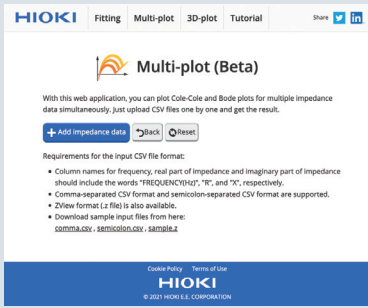 HIOKI Fitting Multi-plot 3D-plot Tutorial Share
Multi-plot (Beta)
With this web application, you can plot Cole-Cole and Bode plots for multiple impedance
data simultaneously. Just upload CSV files one by one and get the result.
+ Add impedance data Back Reset
Requirements for the input CSV file format:
• Column names for frequency, real part of impedance and imaginary part of impedance
should include the words "FREQUENCY(Hz)", "R", and "X", respectively.
• Comma-separated CSV format and semicolon-separated CSV format are supported.
• ZView format (.z file) is also available.
• Download sample input files from here:
comma.csv , semicolon.csv , sample.z
Cookie Policy Terms of Use
HIOKI
© 2021 HIOKI E.E. CORPORATION